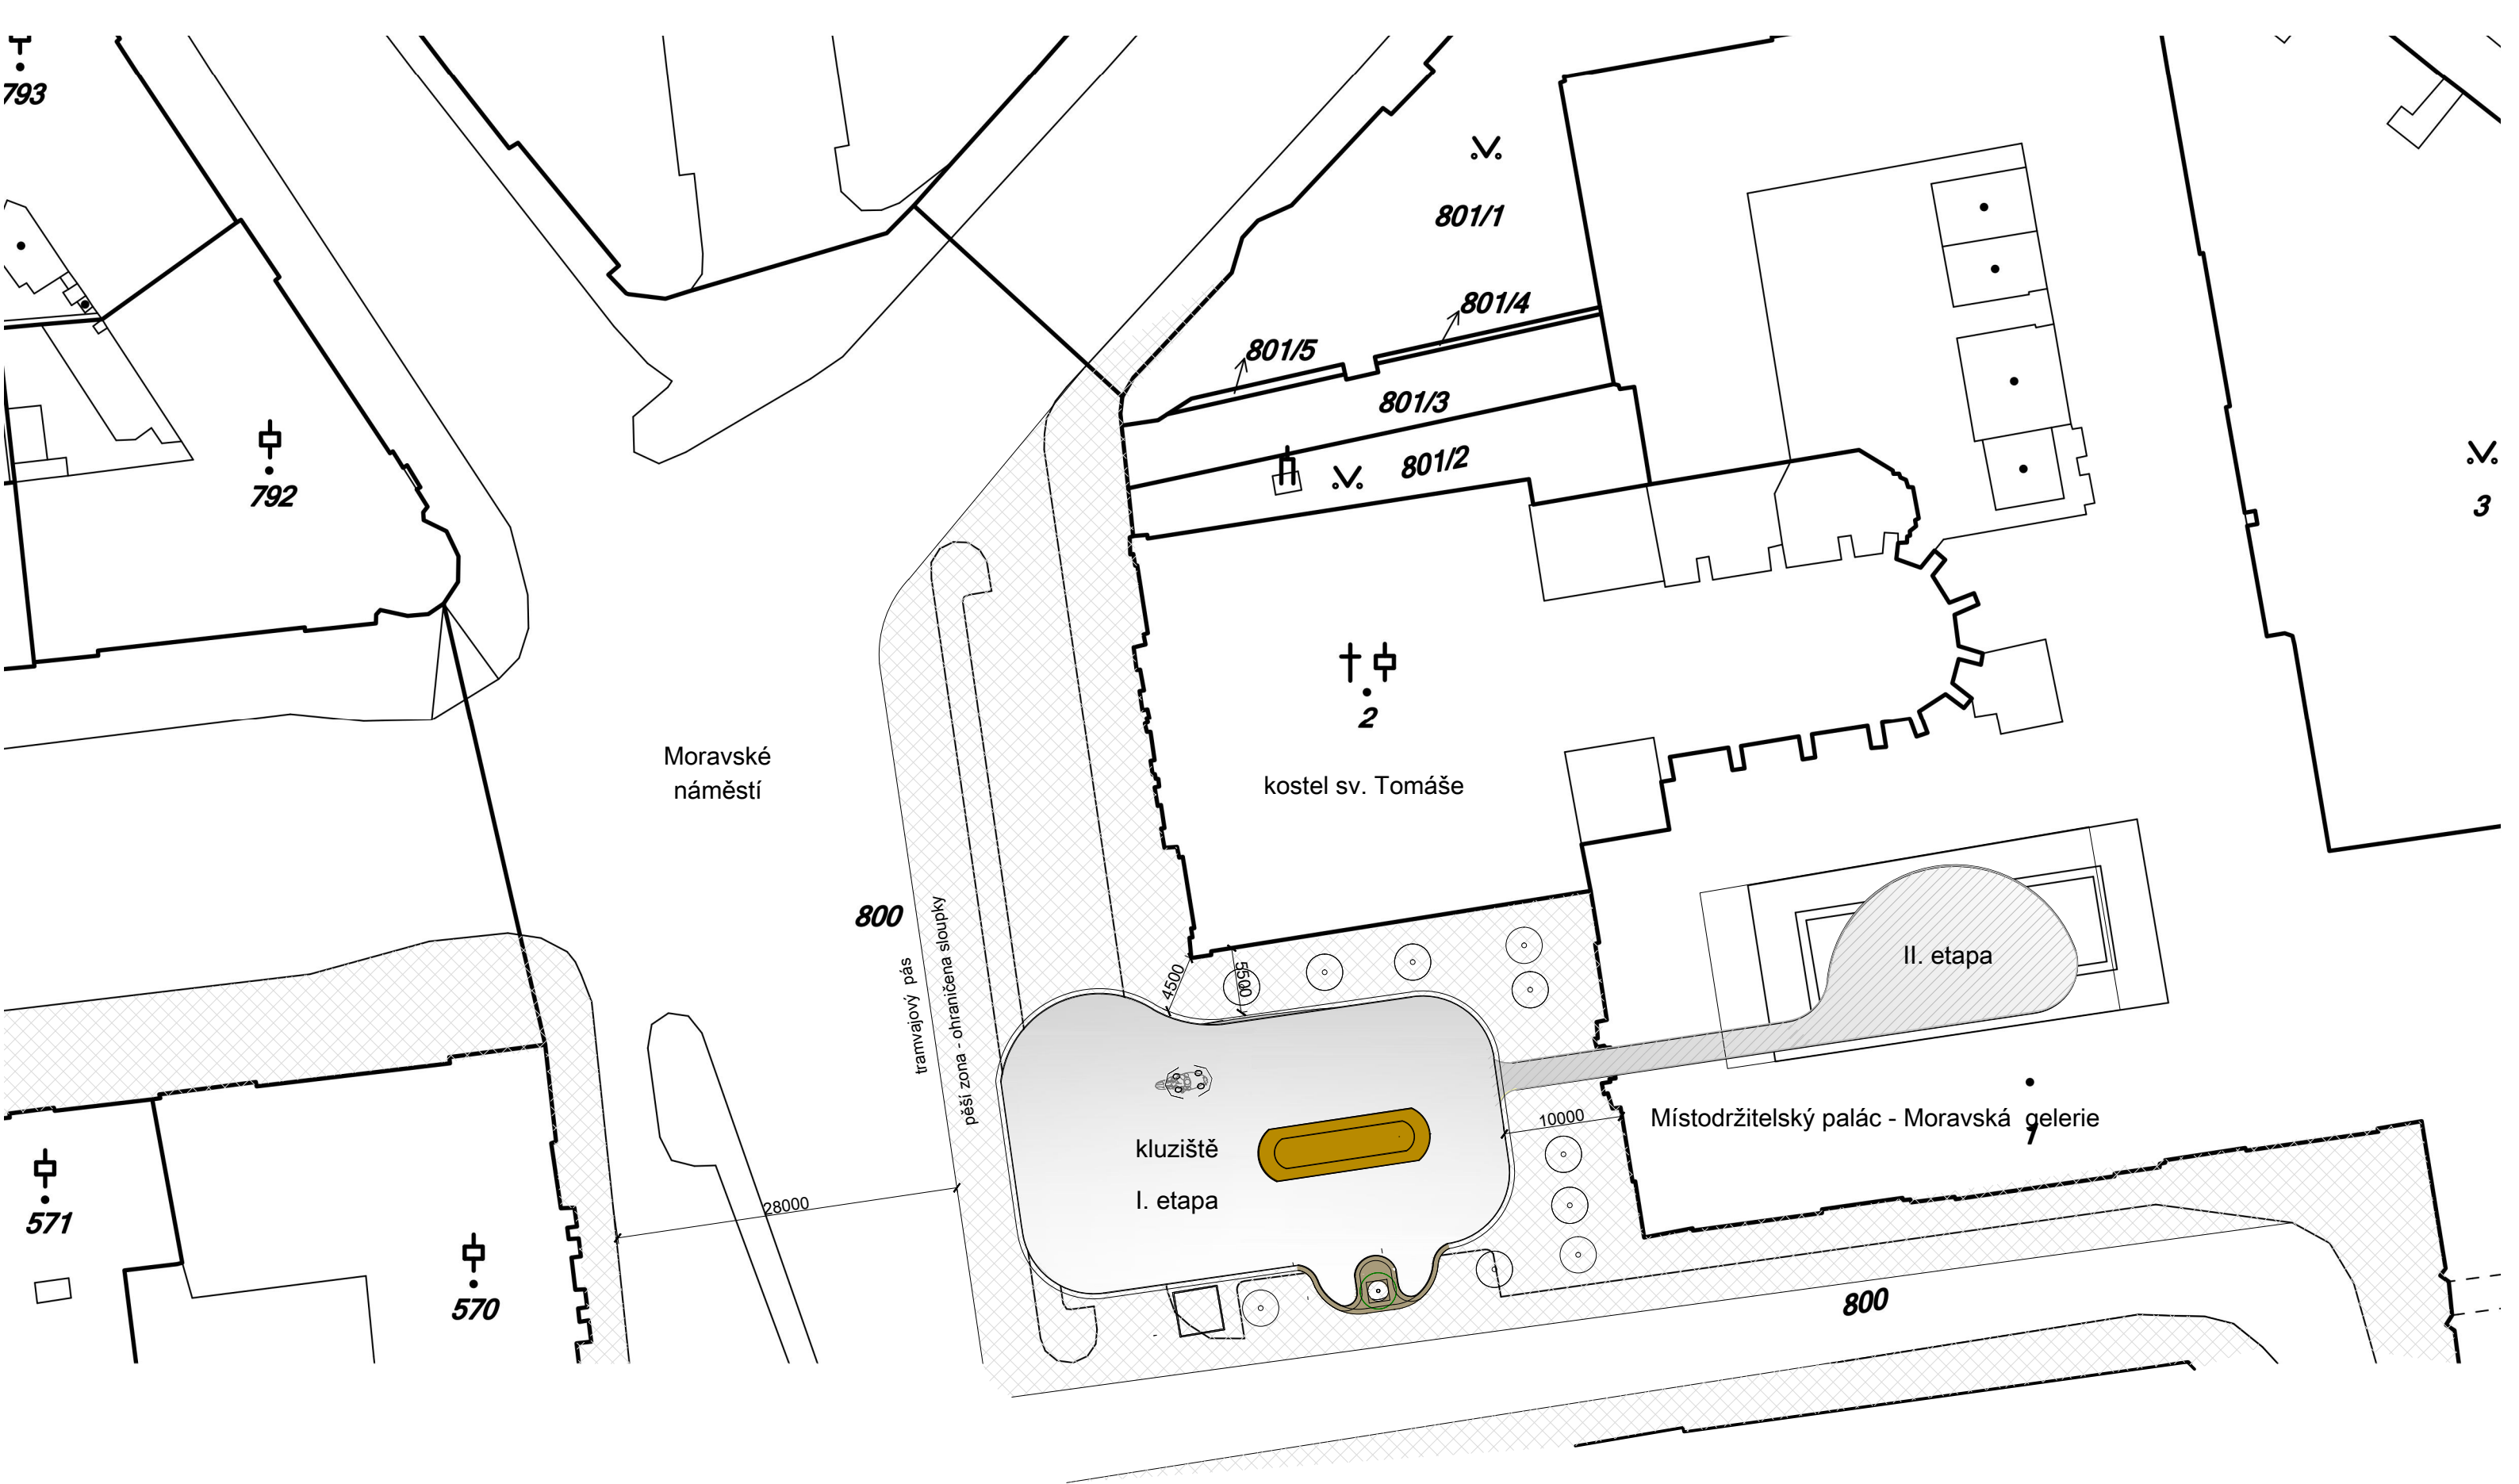 793
801/1
801/4
801/5
801/3
801/2
792
3
2
Moravské
náměstí
kostel sv. Tomáše
800
tramvajový pás
pěší zona - ohraničena sloupky
4500
5500
II. etapa
kluziště
I. etapa
10000
Místodržitelský palác - Moravská gelerie
1
28000
571
570
800